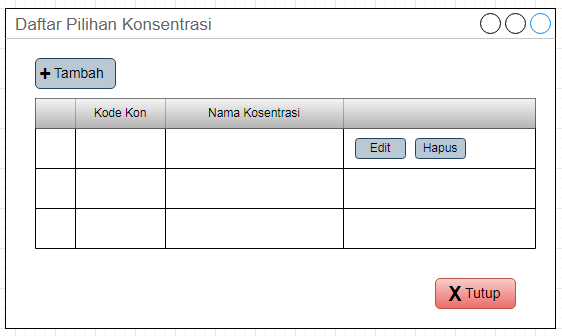 Daftar Pilihan Konsentrasi
+ Tambah
Kode Kon Nama Kosentrasi
Edit Hapus
X Tutup